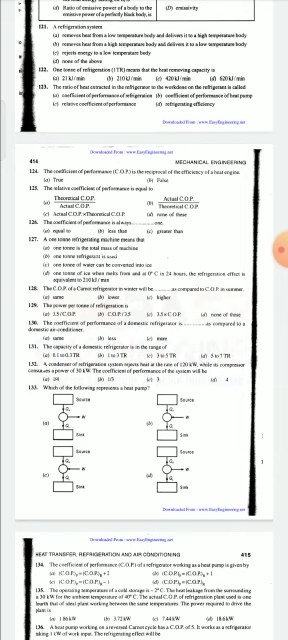 (a) Ratio of emissive power of a body to the (D) emissivity
emissive power of perfectly black body, is
121. A refrigeration system
(a) removes heat from a low temperature body and delivers it to a high temperature body
(b) removes heat from a high temperature body and delivers it to a low temperature body
(c) rejects energy to a low temperature body
(d) none of the above
122. One tonne of refrigeration (1TR) means that the heat removing capacity is
(a) 21 kJ/min (b) 210 kJ/min (c) 420 kJ/min (d) 620 kJ/min
123. The ratio of heat extracted in the refrigerator to the workdone on the refrigerant is called
(a) coefficient of performance of refrigeration (b) coefficient of performance of heat pump
(c) relative coefficient of performance (d) refrigerating efficiency
Downloaded From : www.EasyEngineering.net
Downloaded From : www.EasyEngineering.net
414 MECHANICAL ENGINEERING
124. The coefficient of performance (C.O.P.) is the reciprocal of the efficiency of a heat engine.
(a) True (b) False
125. The relative coefficient of performance is equal to
(a) Theoretical C.O.P. / Actual C.O.P. (b) Actual C.O.P. / Theoretical C.O.P.
(c) Actual C.O.P. × Theoretical C.O.P. (d) none of these
126. The coefficient of performance is always ........... one.
(a) equal to (b) less than (c) greater than
127. A one tonne refrigerating machine means that
(a) one tonne is the total mass of machine
(b) one tonne refrigerant is used
(c) one tonne of water can be converted into ice
(d) one tonne of ice when melts from and at 0° C in 24 hours, the refrigeration effect is
equivalent to 210 kJ/min
128. The C.O.P. of a Carnot refrigerator in winter will be ........... as compared to C.O.P. in summer.
(a) same (b) lower (c) higher
129. The power per tonne of refrigeration is
(a) 3.5/C.O.P. (b) C.O.P./3.5 (c) 3.5 × C.O.P. (d) none of these
130. The coefficient of performance of a domestic refrigerator is ........... as compared to a
domestic air-conditioner.
(a) same (b) less (c) more
131. The capacity of a domestic refrigerator is in the range of
(a) 0.1 to 0.3 TR (b) 1 to 3 TR (c) 3 to 5 TR (d) 5 to 7 TR
132. A condenser of refrigeration system rejects heat at the rate of 120 kW, while its compressor
consumes a power of 30 kW. The coefficient of performance of the system will be
(a) 1/4 (b) 1/3 (c) 3 (d) 4
133. Which of the following represents a heat pump?
Source Source
W W
(a) (b)
Sink Sink
Source Source
W W
(c) (d)
Sink Sink
Downloaded From : www.EasyEngineering.net
Downloaded From : www.EasyEngineering.net
HEAT TRANSFER, REFRIGERATION AND AIR CONDITIONING 415
134. The coefficient of performance (C.O.P.) of a refrigerator working as a heat pump is given by
135. The operating temperature of a cold storage is – 2° C. The heat leakage from the surrounding
is 30 kW for the ambient temperature of 40° C. The actual C.O.P. of refrigeration plant used is one
fourth that of ideal plant working between the same temperatures. The power required to drive the
plant is
(a) 1.86 kW (b) 3.72 kW (c) 7.44 kW (d) 18.6 kW
136. A heat pump working on a reversed Carnot cycle has a C.O.P. of 5. It works as a refrigerator
taking 1 kW of work input. The refrigerating effect will be